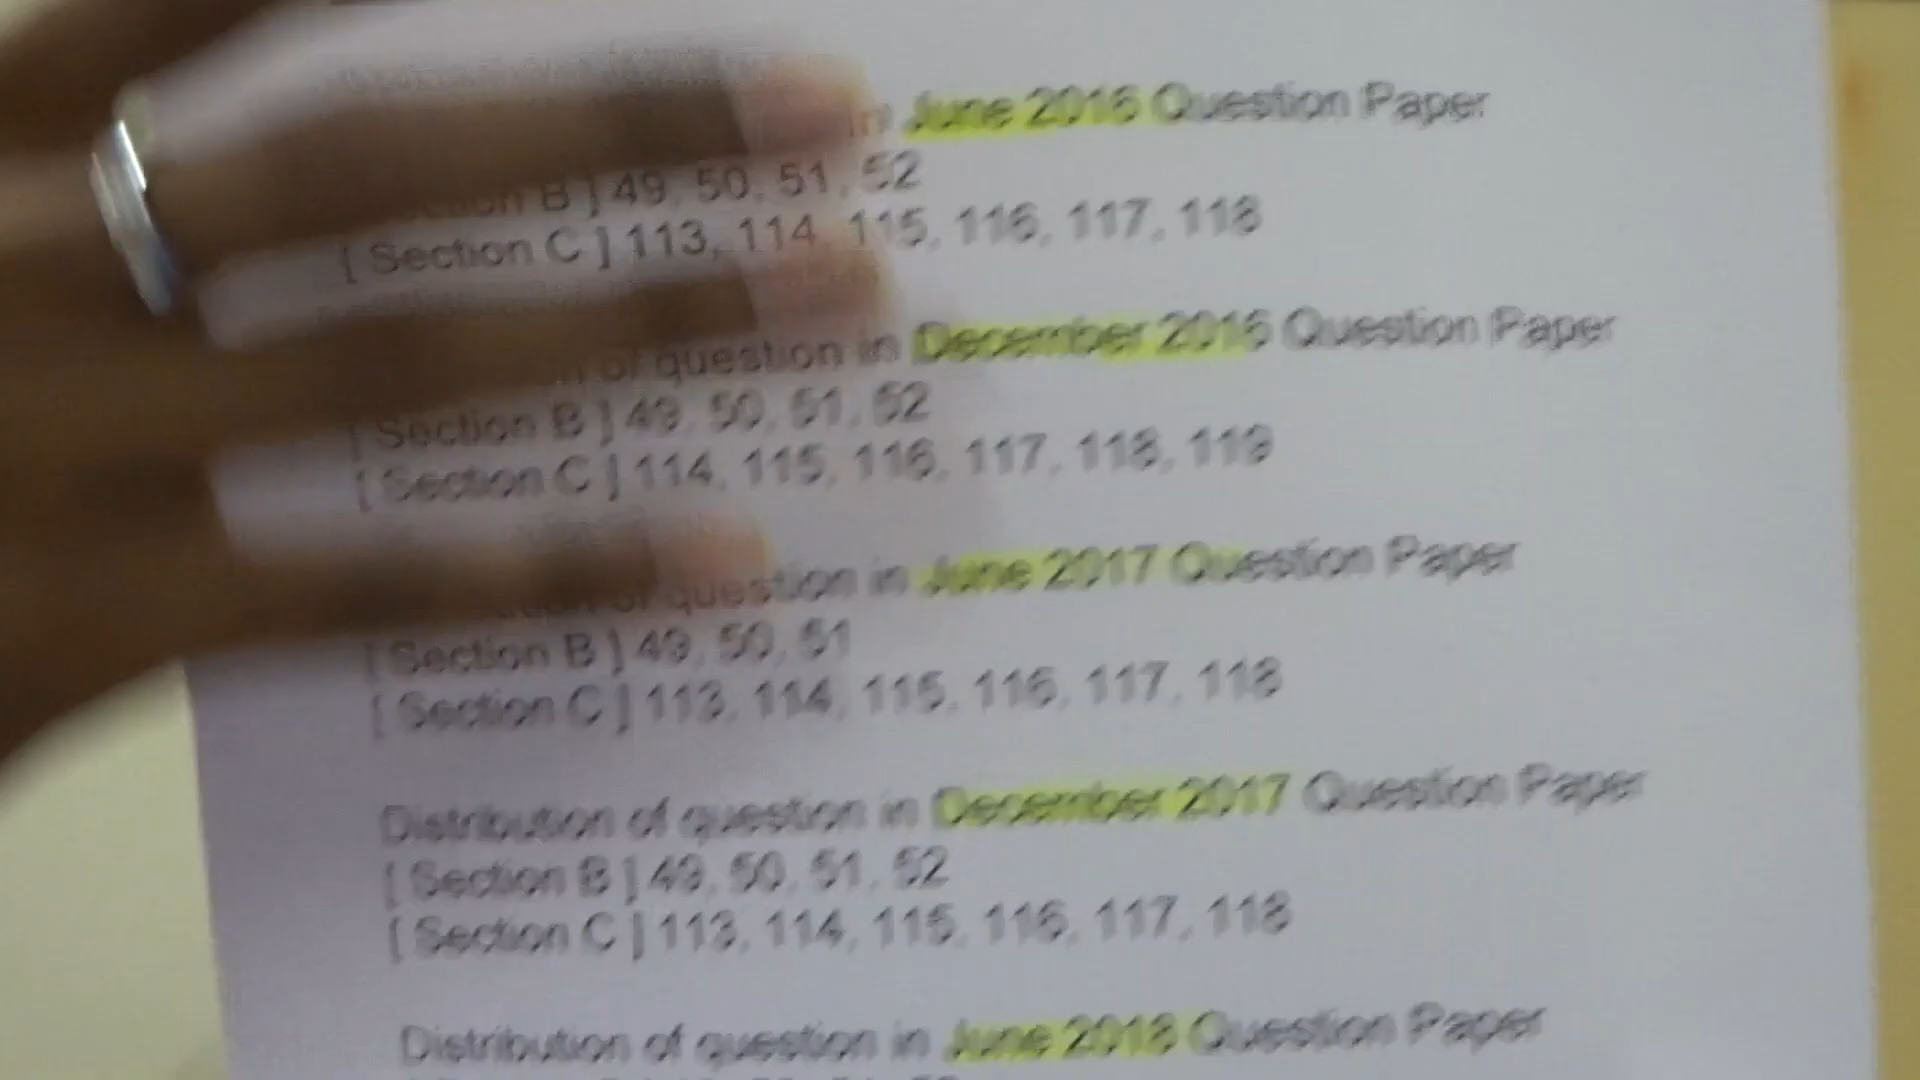 in June 2016 Question Paper
Section B ] 49, 50, 51, 52
[ Section C ] 113, 114, 115, 116, 117, 118
of question in December 2016 Question Paper
[ Section B ] 49, 50, 51, 52
[ Section C ] 114, 115, 116, 117, 118, 119
of question in June 2017 Question Paper
[ Section B ] 49, 50, 51
[ Section C ] 113, 114, 115, 116, 117, 118
Distribution of question in December 2017 Question Paper
[ Section B ] 49, 50, 51, 52
[ Section C ] 113, 114, 115, 116, 117, 118
Distribution of question in June 2018 Question Paper